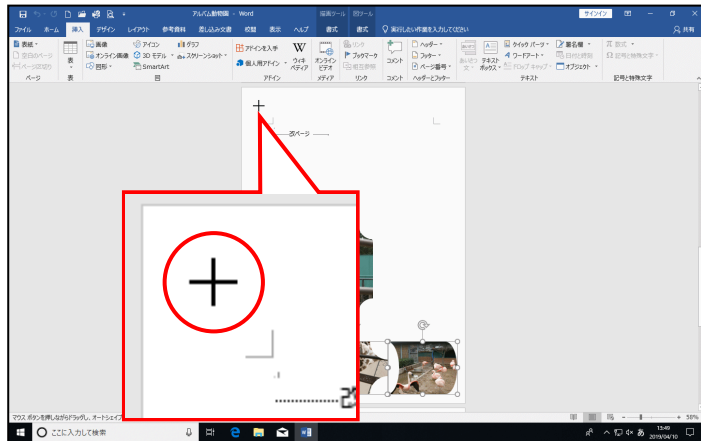 アルバム動物園 - Word
描画ツール 図ツール
サインイン
ファイル ホーム 挿入 デザイン レイアウト 参考資料 差し込み文書 校閲 表示 ヘルプ 書式 書式 実行したい作業を入力してください 共有
表紙
空白のページ
ページ区切り
ページ
表
表
画像
オンライン画像
図形
アイコン
3D モデル
SmartArt
グラフ
スクリーンショット
図
アドインを入手
個人用アドイン
ウィキペディア
アドイン
オンライン
ビデオ
メディア
リンク
ブックマーク
相互参照
リンク
コメント
コメント
ヘッダー
フッター
ページ番号
ヘッダーとフッター
あいさつ
文
テキスト
ボックス
クイック パーツ
ワードアート
ドロップ キャップ
署名欄
日付と時刻
オブジェクト
テキスト
数式
記号と特殊文字
記号と特殊文字
改ページ
改
マウス ボタンを押しながらドラッグし、オートシェイプ
58%
ここに入力して検索
あ
13:49
2019/04/10